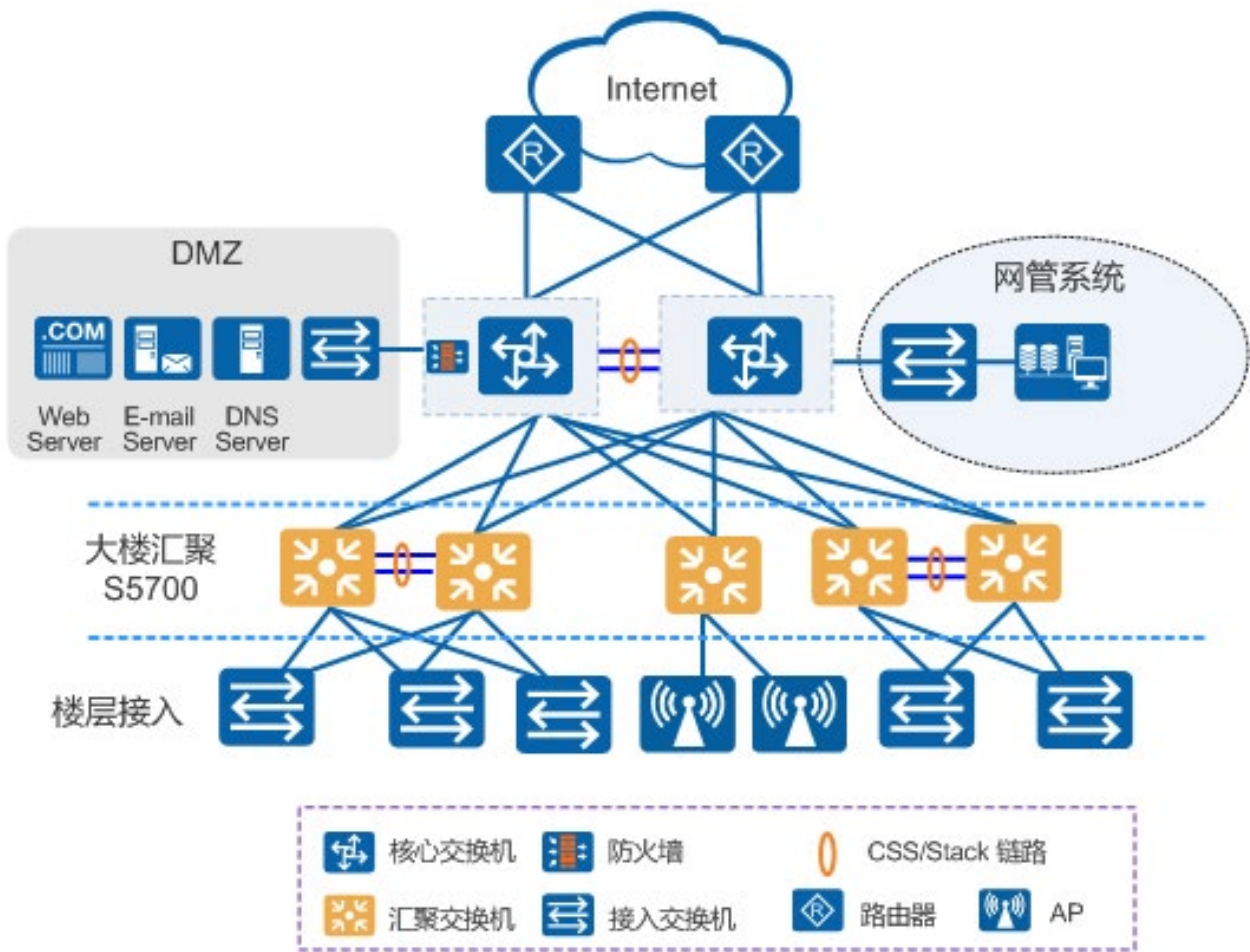 Internet
R
R
DMZ
网管系统
.COM
Web
Server
E-mail
Server
DNS
Server
大楼汇聚
S5700
楼层接入
核心交换机
防火墙
CSS/Stack 链路
汇聚交换机
接入交换机
R
路由器
AP